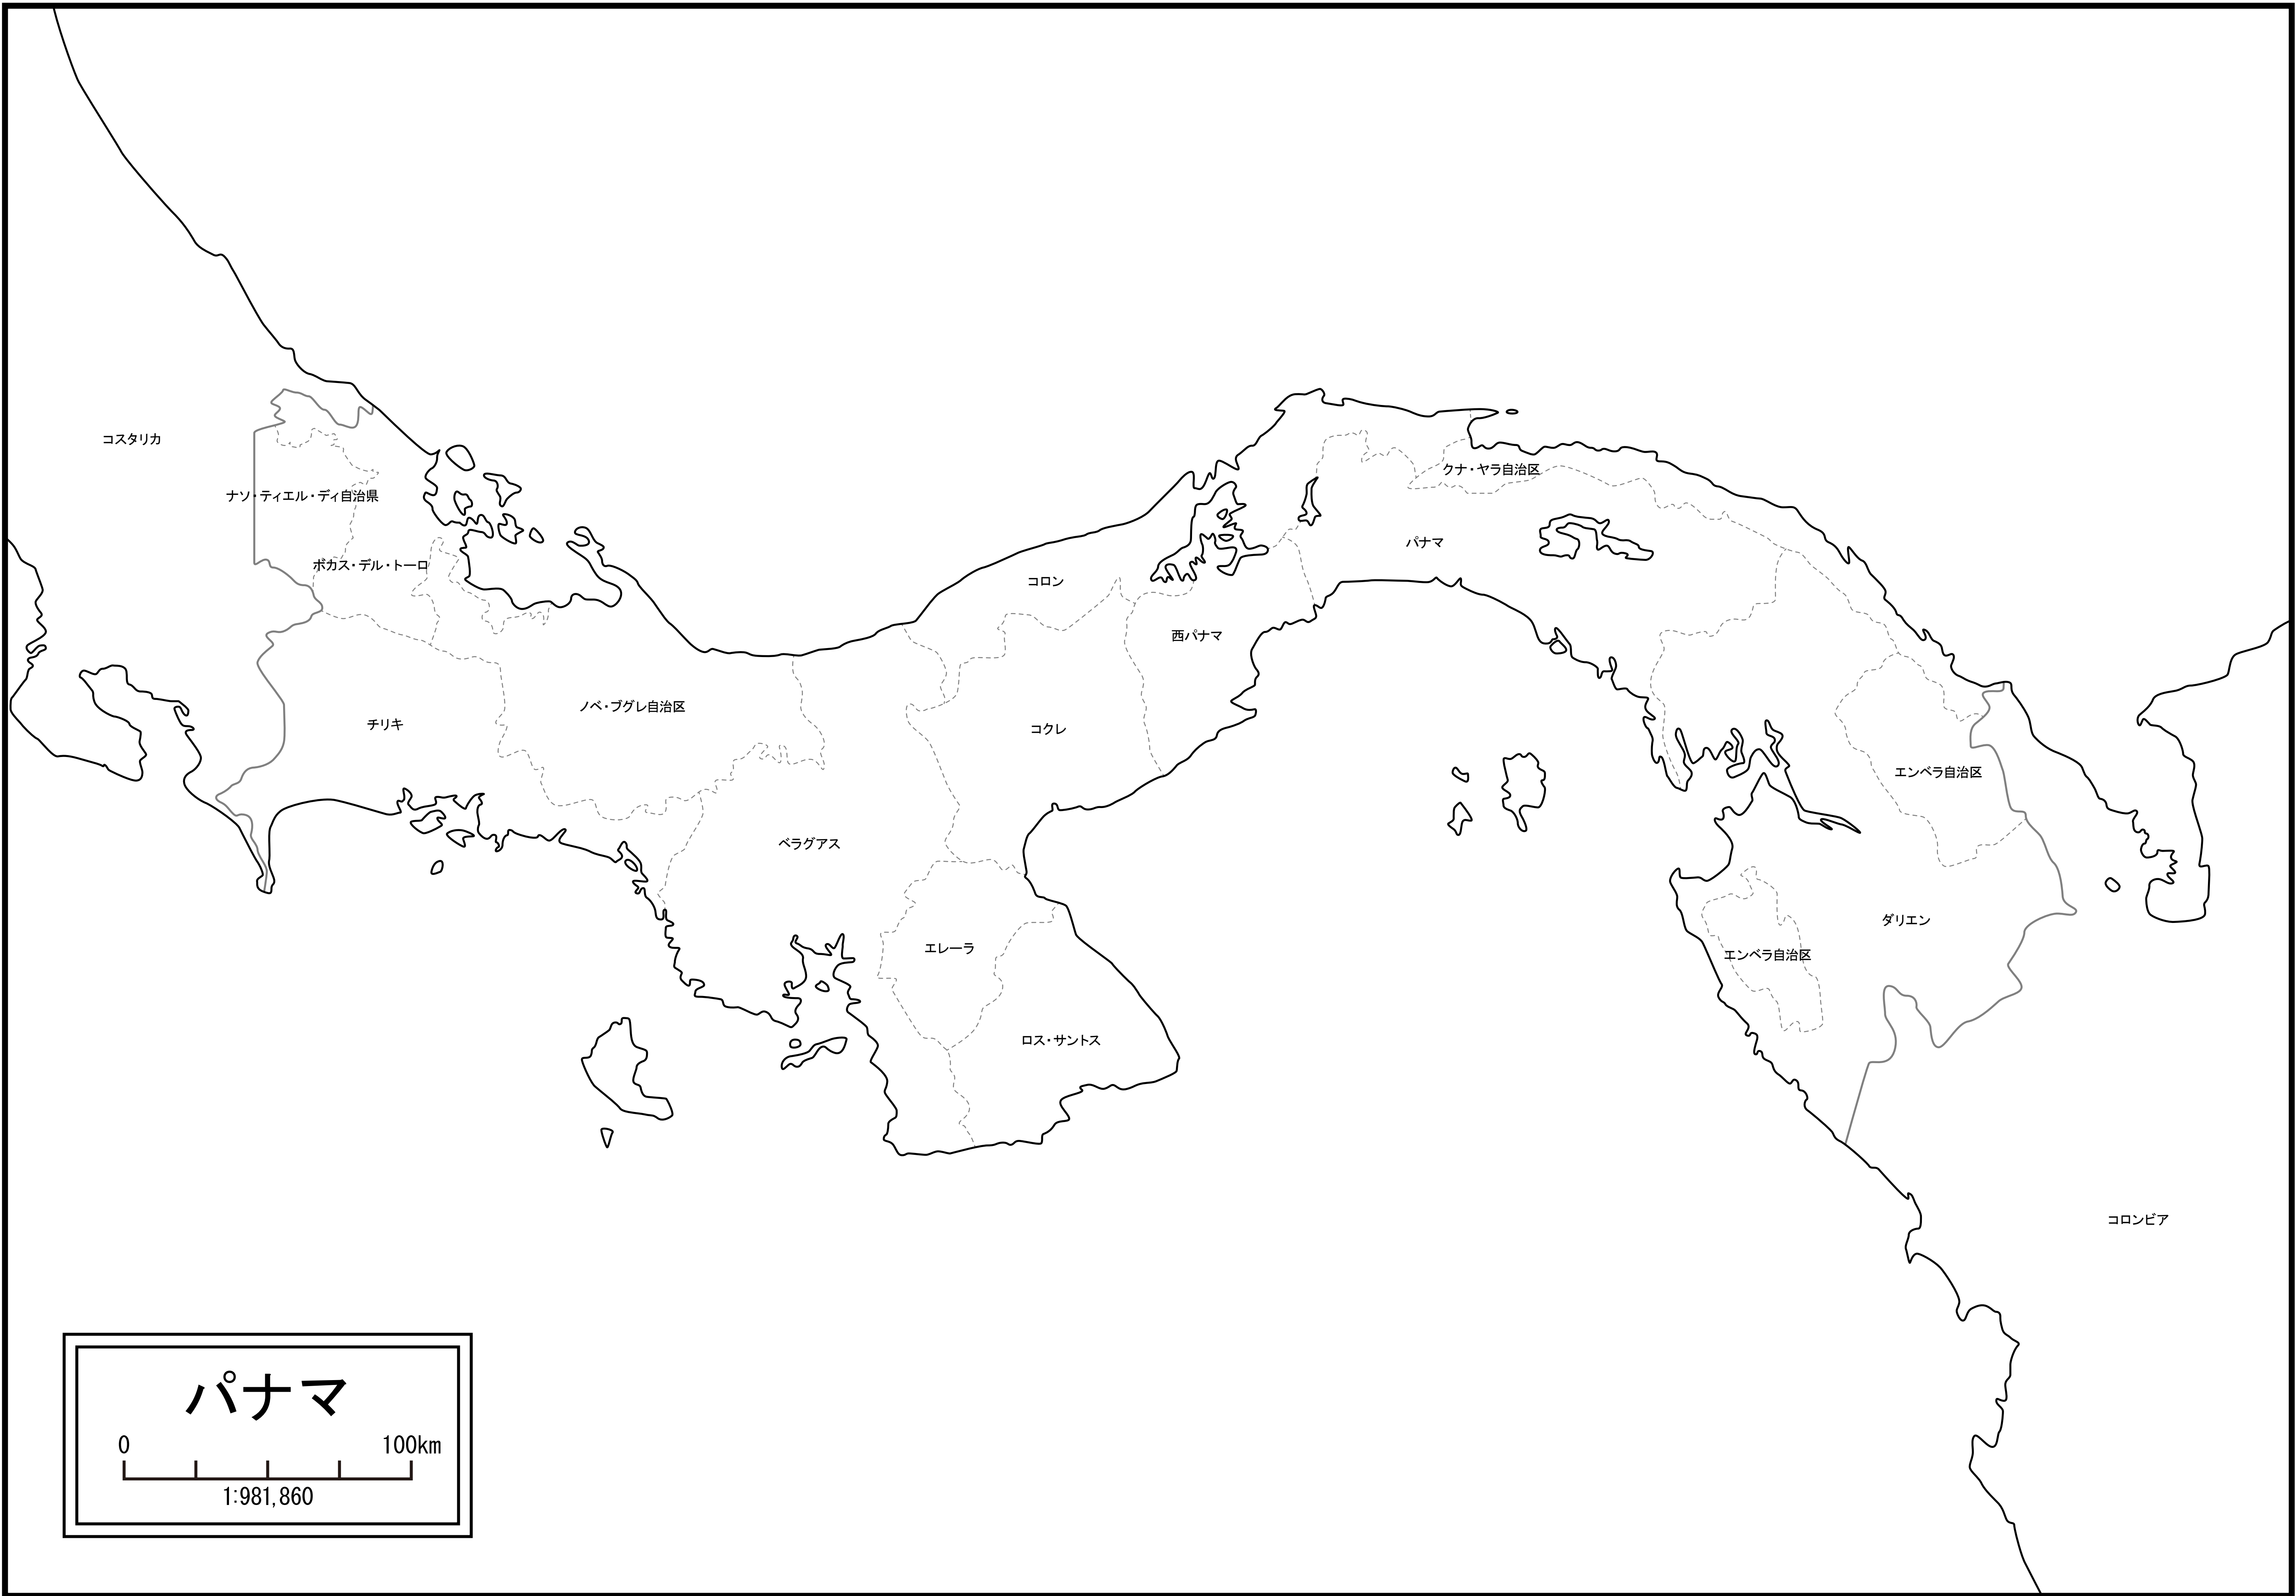 コスタリカ
ナソ・ティエル・ディ自治県
ボカス・デル・トーロ
チリキ
ノベ・ブグレ自治区
ベラグアス
コロン
コクレ
西パナマ
エレーラ
ロス・サントス
パナマ
クナ・ヤラ自治区
エンベラ自治区
ダリエン
エンベラ自治区
コロンビア
パナマ
0 100km
1:981,860